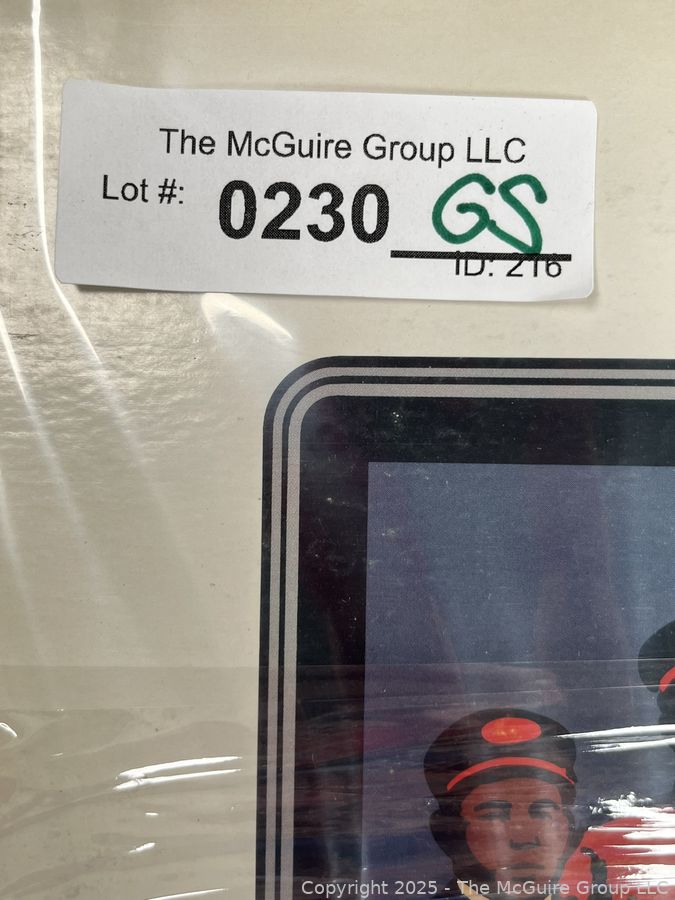 The McGuire Group LLC
Lot #: 0230 GS
ID: 216
Copyright 2025 - The McGuire Group LLC